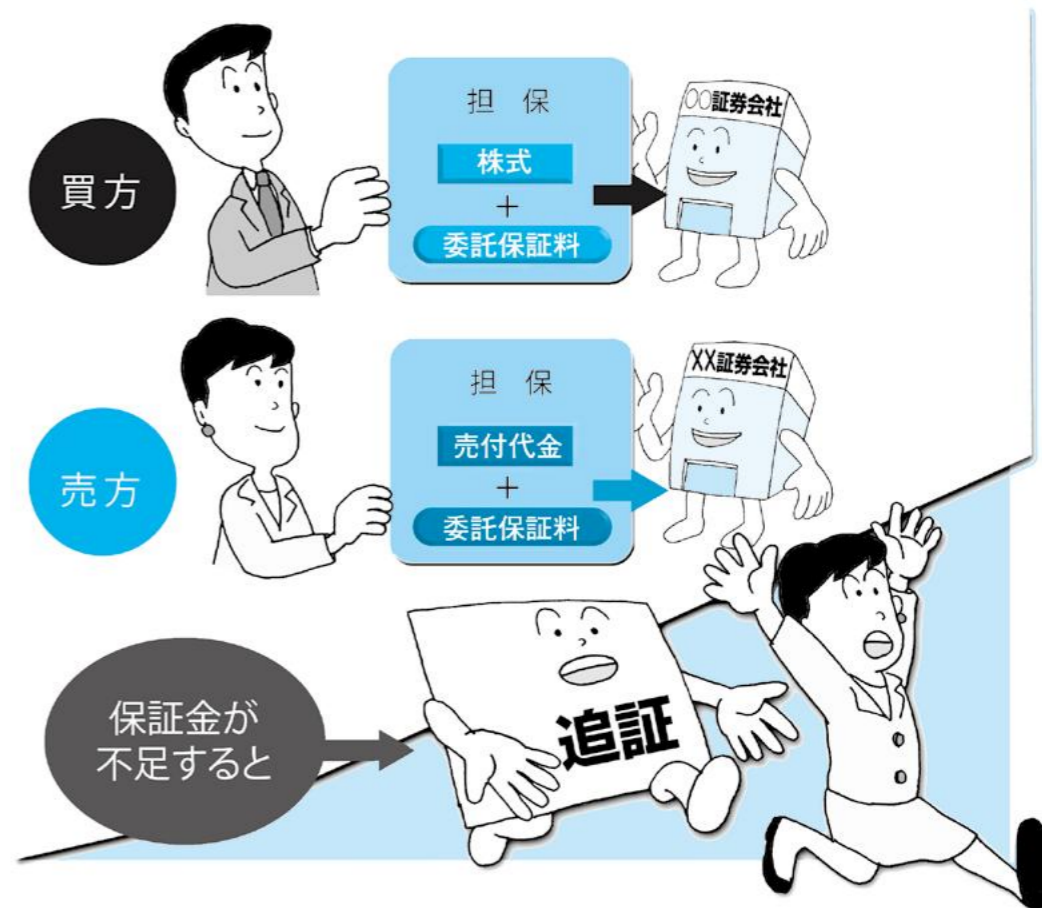 買方
担 保
株式
+
委託保証料
○○証券会社
売方
担 保
売付代金
+
委託保証料
XX証券会社
保証金が
不足すると
追証